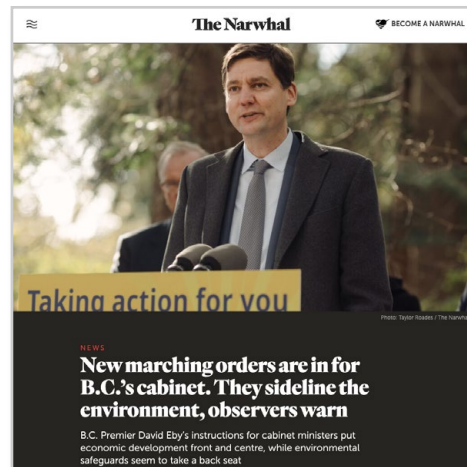 The Narwhal
BECOME A NARWHAL
Taking action for you
Photo: Taylor Roades / The Narwhal
NEWS
New marching orders are in for
B.C.’s cabinet. They sideline the
environment, observers warn
B.C. Premier David Eby’s instructions for cabinet ministers put
economic development front and centre, while environmental
safeguards seem to take a back seat